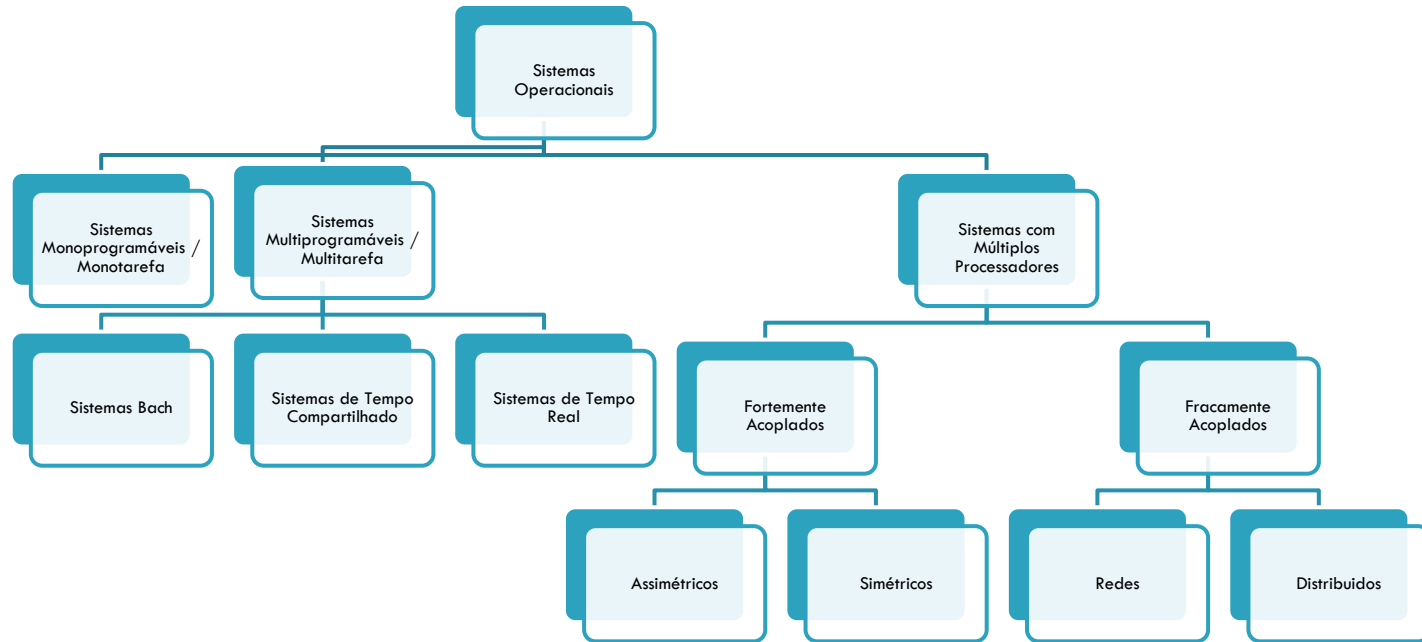 Sistemas
Operacionais
Sistemas
Monoprogramáveis /
Monotarefa
Sistemas
Multiprogramáveis /
Multitarefa
Sistemas com
Múltiplos
Processadores
Sistemas Bach
Sistemas de Tempo
Compartilhado
Sistemas de Tempo
Real
Fortemente
Acoplados
Fracamente
Acoplados
Assimétricos
Simétricos
Redes
Distribuidos